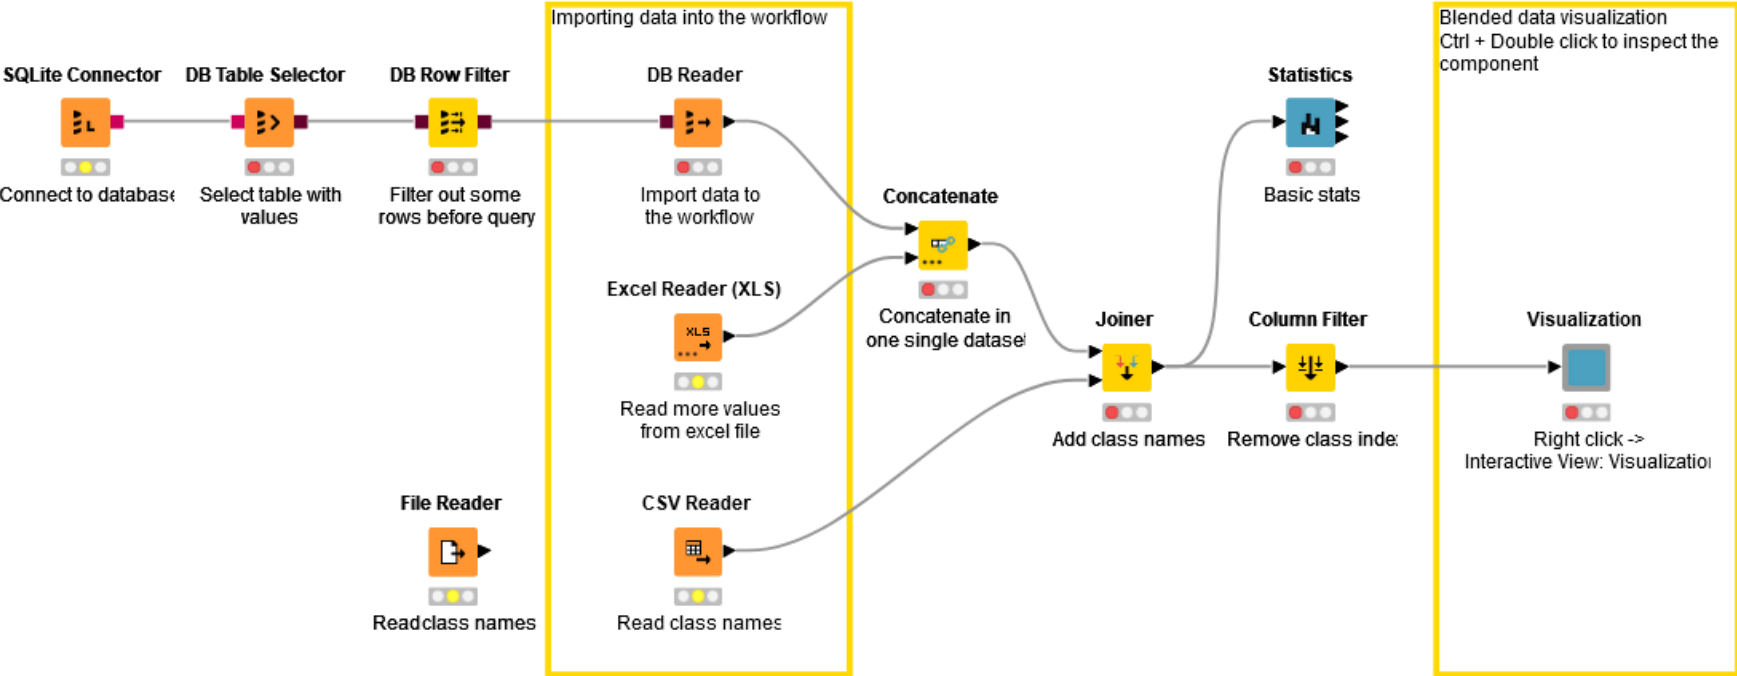 Importing data into the workflow
Blended data visualization
Ctrl + Double click to inspect the
component
SQLite Connector
DB Table Selector
DB Row Filter
DB Reader
Statistics
Connect to database
Select table with
values
Filter out some
rows before query
Import data to
the workflow
Basic stats
Concatenate
Concatenate in
one single dataset
Excel Reader (XLS)
XLS
Read more values
from excel file
Joiner
Add class names
Column Filter
Remove class inde
Visualization
Right click ->
Interactive View: Visualization
File Reader
Readclass names
CSV Reader
Read class names